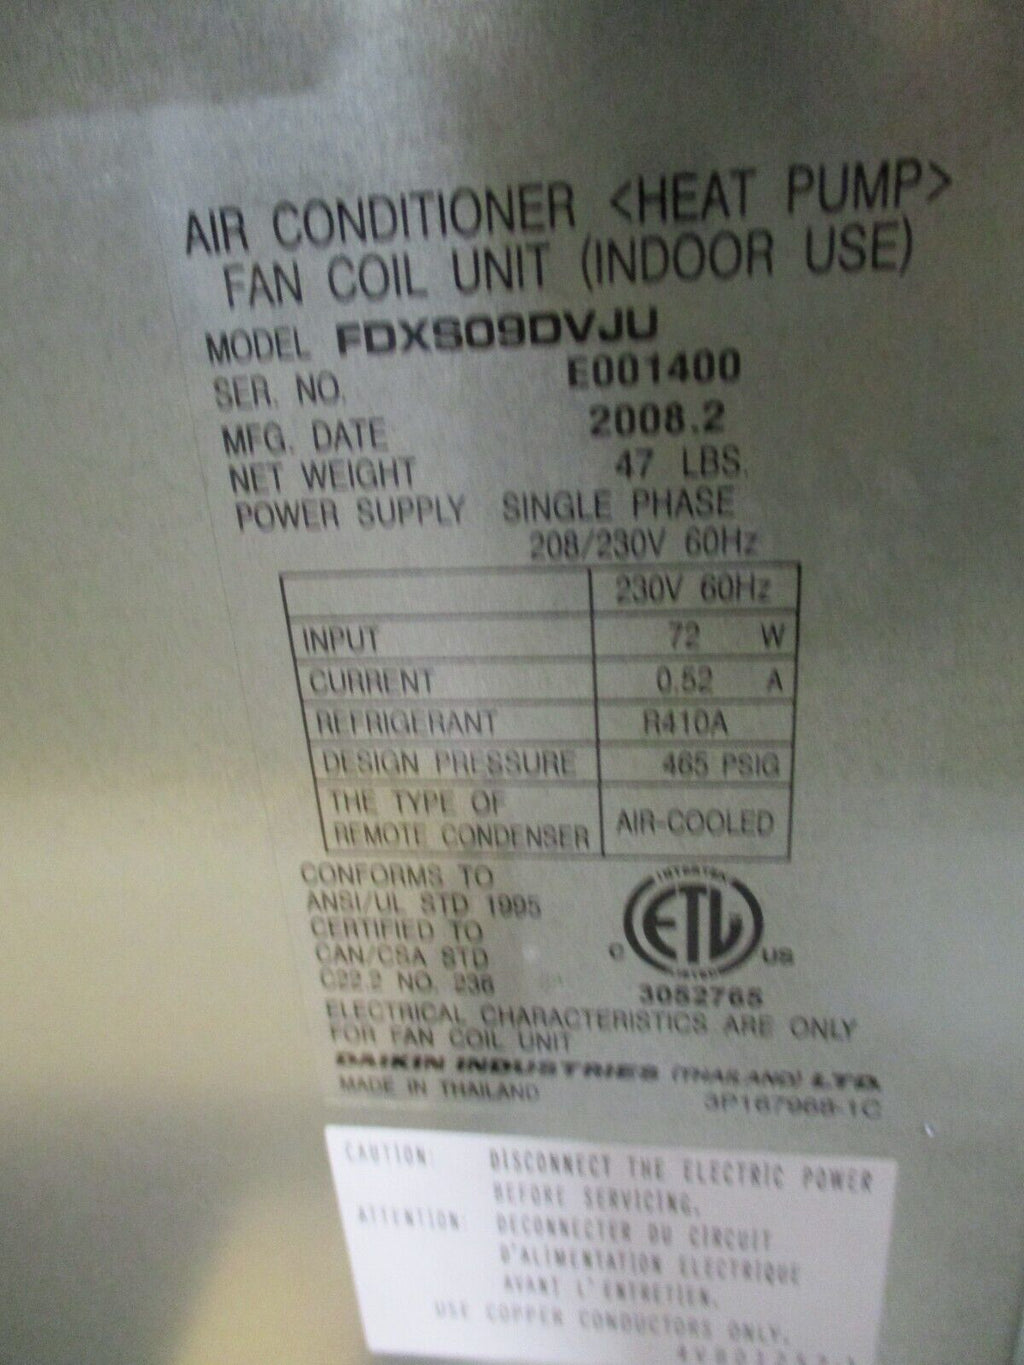 AIR CONDITIONER <HEAT PUMP>
FAN COIL UNIT (INDOOR USE)
MODEL FDXS09DVJU
SER. NO. E001400
MFG. DATE 2008.2
NET WEIGHT 47 LBS.
POWER SUPPLY SINGLE PHASE
208/230V 60Hz
230V 60Hz
INPUT 72 W
CURRENT 0.52 A
REFRIGERANT R410A
DESIGN PRESSURE 465 PSIG
THE TYPE OF
REMOTE CONDENSER AIR-COOLED
CONFORMS TO
ANSI/UL STD 1995
CERTIFIED TO
CAN/CSA STD
C22.2 NO. 236
INTERTEK
ETL
C US
3052765
ELECTRICAL CHARACTERISTICS ARE ONLY
FOR FAN COIL UNIT
DAIKIN INDUSTRIES (THAILAND) LTD.
MADE IN THAILAND 3P167968-1C
CAUTION: DISCONNECT THE ELECTRIC POWER
BEFORE SERVICING.
ATTENTION: DECONNECTER DU CIRCUIT
D'ALIMENTATION ELECTRIQUE
AVANT L'ENTRETIEN.
USE COPPER CONDUCTORS ONLY.